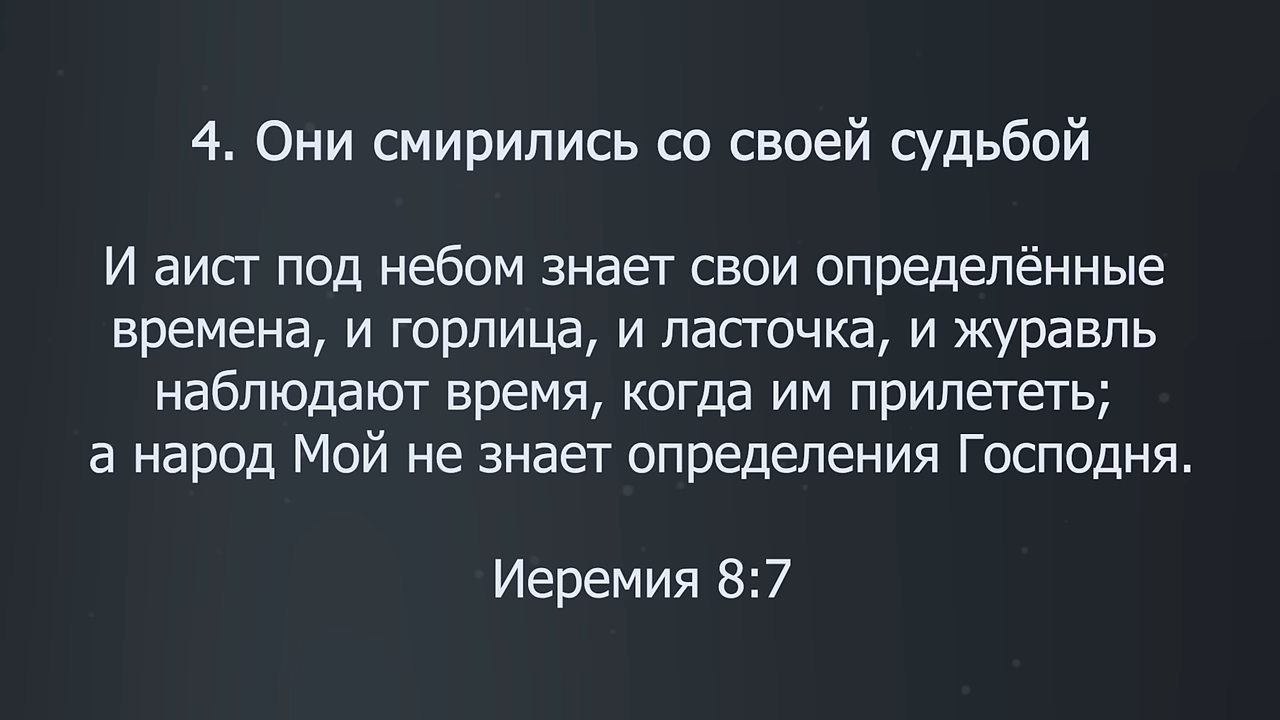 4. Они смирились со своей судьбой
И аист под небом знает свои определённые
времена, и горлица, и ласточка, и журавль
наблюдают время, когда им прилететь;
а народ Мой не знает определения Господня.
Иеремия 8:7